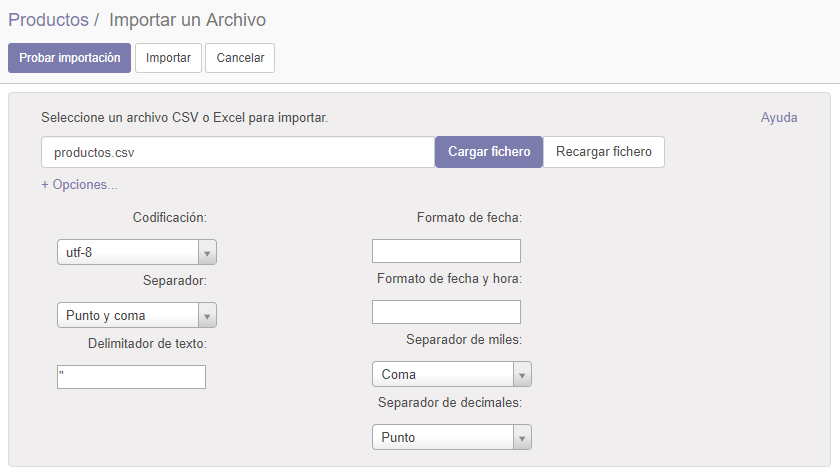 Productos / Importar un Archivo
Probar importación Importar Cancelar
Seleccione un archivo CSV o Excel para importar. Ayuda
productos.csv Cargar fichero Recargar fichero
+ Opciones...
Codificación: Formato de fecha:
utf-8
Separador: Formato de fecha y hora:
Punto y coma
Delimitador de texto: Separador de miles:
" Coma
Separador de decimales:
Punto